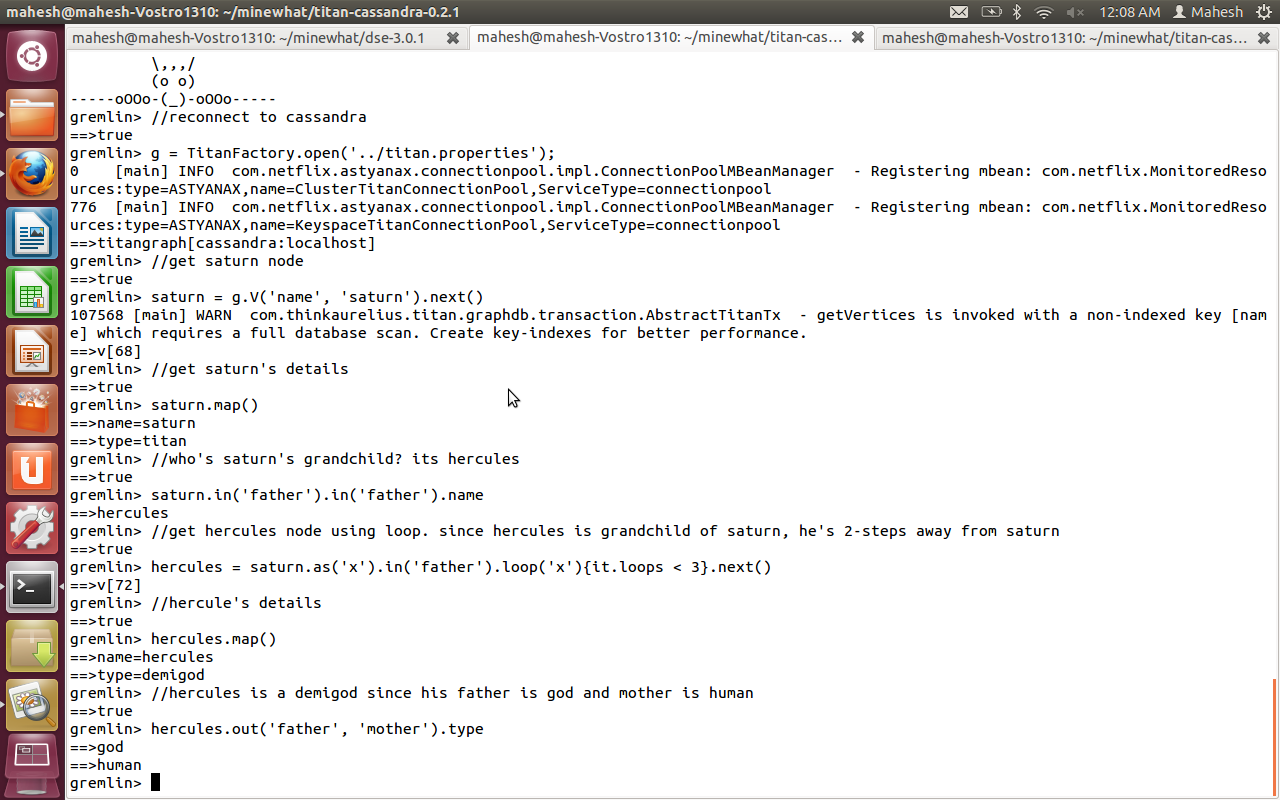 mahesh@mahesh-Vostro1310: ~/minewhat/titan-cassandra-0.2.1
12:08 AM
Mahesh
mahesh@mahesh-Vostro1310: ~/minewhat/dse-3.0.1
mahesh@mahesh-Vostro1310: ~/minewhat/titan-cas...
mahesh@mahesh-Vostro1310: ~/minewhat/titan-cas...
         \,,,/
         (o o)
-----oOOo-(_)-oOOo-----
gremlin> //reconnect to cassandra
==>true
gremlin> g = TitanFactory.open('../titan.properties');
0    [main] INFO  com.netflix.astyanax.connectionpool.impl.ConnectionPoolMBeanManager  - Registering mbean: com.netflix.MonitoredReso
urces:type=ASTYANAX,name=ClusterTitanConnectionPool,ServiceType=connectionpool
776  [main] INFO  com.netflix.astyanax.connectionpool.impl.ConnectionPoolMBeanManager  - Registering mbean: com.netflix.MonitoredReso
urces:type=ASTYANAX,name=KeyspaceTitanConnectionPool,ServiceType=connectionpool
==>titangraph[cassandra:localhost]
gremlin> //get saturn node
==>true
gremlin> saturn = g.V('name', 'saturn').next()
107568 [main] WARN  com.thinkaurelius.titan.graphdb.transaction.AbstractTitanTx  - getVertices is invoked with a non-indexed key [nam
e] which requires a full database scan. Create key-indexes for better performance.
==>v[68]
gremlin> //get saturn's details
==>true
gremlin> saturn.map()
==>name=saturn
==>type=titan
gremlin> //who's saturn's grandchild? its hercules
==>true
gremlin> saturn.in('father').in('father').name
==>hercules
gremlin> //get hercules node using loop. since hercules is grandchild of saturn, he's 2-steps away from saturn
==>true
gremlin> hercules = saturn.as('x').in('father').loop('x'){it.loops < 3}.next()
==>v[72]
gremlin> //hercule's details
==>true
gremlin> hercules.map()
==>name=hercules
==>type=demigod
gremlin> //hercules is a demigod since his father is god and mother is human
==>true
gremlin> hercules.out('father', 'mother').type
==>god
==>human
gremlin>